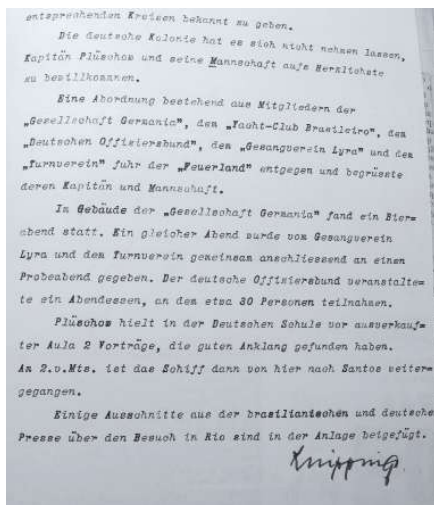 entsprechenden Kreisen bekannt zu geben.
Die deutsche Kolonie hat es sich nicht nehmen lassen,
Kapitän Plüschow und seine Mannschaft aufs Herzlichste
zu bewillkommnen.
Eine Abordnung bestehend aus Mitgliedern der
„Gesellschaft Germania", dem „Yacht-Club Brasileiro", dem
„Deutschen Offiziersbund", dem „Gesangverein Lyra" und dem
„Turnverein" fuhr der „Feuerland" entgegen und begrüsste
deren Kapitän und Mannschaft.
Im Gebäude der „Gesellschaft Germania" fand ein Bier=
abend statt. Ein gleicher Abend wurde vom Gesangverein
Lyra und dem Turnverein gemeinsam anschliessend an einen
Probeabend gegeben. Der deutsche Offiziersbund veranstalte=
te ein Abendessen, an dem etwa 30 Personen teilnahmen.
Plüschow hielt in der Deutschen Schule vor ausverkauf=
ter Aula 2 Vorträge, die guten Anklang gefunden haben.
Am 2.v.Mts. ist das Schiff dann von hier nach Santos weiter=
gegangen.
Einige Ausschnitte aus der brasilianischen und deutsche
Presse über den Besuch in Rio sind in der Anlage beigefügt.
Knipping.